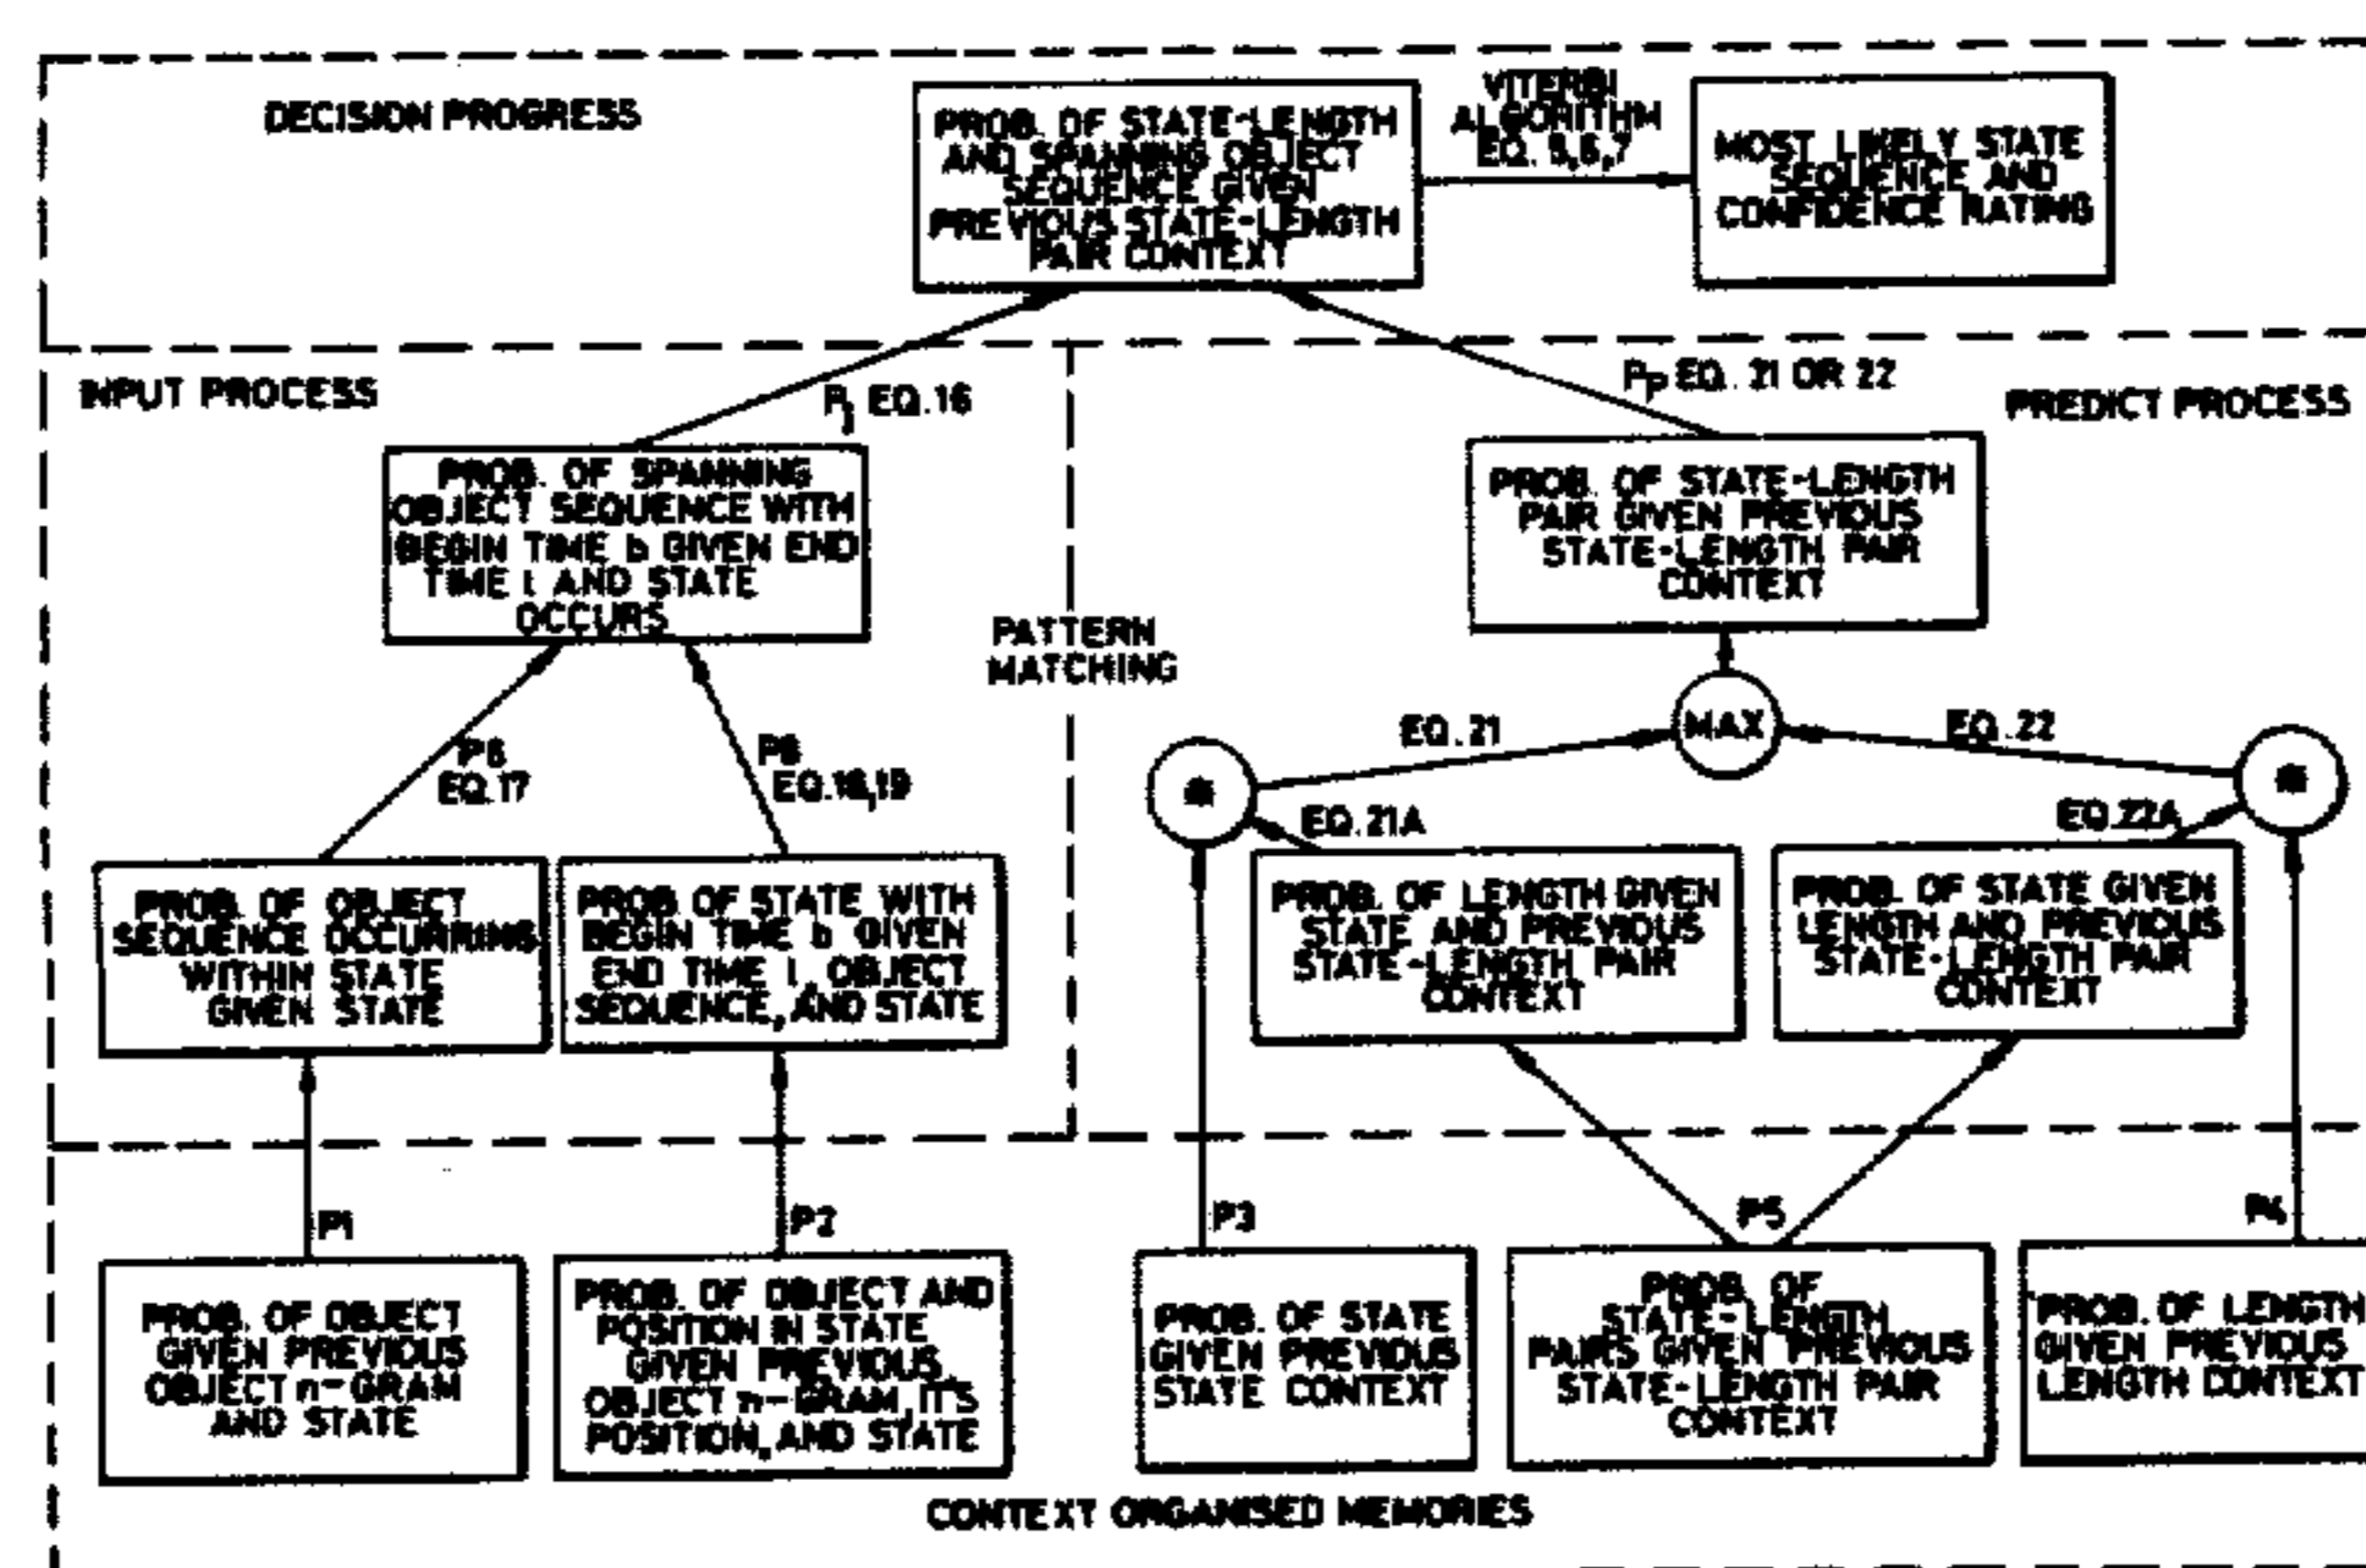 DECISION PROGRESS
PROB. OF STATE-LENGTH
AND SPANNING OBJECT
SEQUENCE GIVEN
PREVIOUS STATE-LENGTH
PAIR CONTEXT
VITERBI
ALGORITHM
EQ. 5,6,7
MOST LIKELY STATE
SEQUENCE AND
CONFIDENCE RATING
INPUT PROCESS
EQ.16
Pp EQ. 21 OR 22
PREDICT PROCESS
PROB. OF SPANNING
OBJECT SEQUENCE WITH
BEGIN TIME b GIVEN END
TIME t AND STATE
OCCURS
PROB. OF STATE-LENGTH
PAIR GIVEN PREVIOUS
STATE-LENGTH PAIR
CONTEXT
PATTERN
MATCHING
EQ.17
EQ.18,19
EQ.21
MAX
EQ.22
EQ.21A
EQ.22A
PROB. OF OBJECT
SEQUENCE OCCURRING
WITHIN STATE
GIVEN STATE
PROB. OF STATE WITH
BEGIN TIME b GIVEN
END TIME t, OBJECT
SEQUENCE, AND STATE
PROB. OF LENGTH GIVEN
STATE AND PREVIOUS
STATE-LENGTH PAIR
CONTEXT
PROB. OF STATE GIVEN
LENGTH AND PREVIOUS
STATE-LENGTH PAIR
CONTEXT
P1
P2
P3
P5
P4
PROB. OF OBJECT
GIVEN PREVIOUS
OBJECT n-GRAM
AND STATE
PROB. OF OBJECT AND
POSITION IN STATE
GIVEN PREVIOUS
OBJECT n-GRAM, IT'S
POSITION, AND STATE
PROB. OF STATE
GIVEN PREVIOUS
STATE CONTEXT
PROB. OF
STATE-LENGTH
PAIRS GIVEN PREVIOUS
STATE-LENGTH PAIR
CONTEXT
PROB. OF LENGTH
GIVEN PREVIOUS
LENGTH CONTEXT
CONTEXT ORGANISED MEMORIES